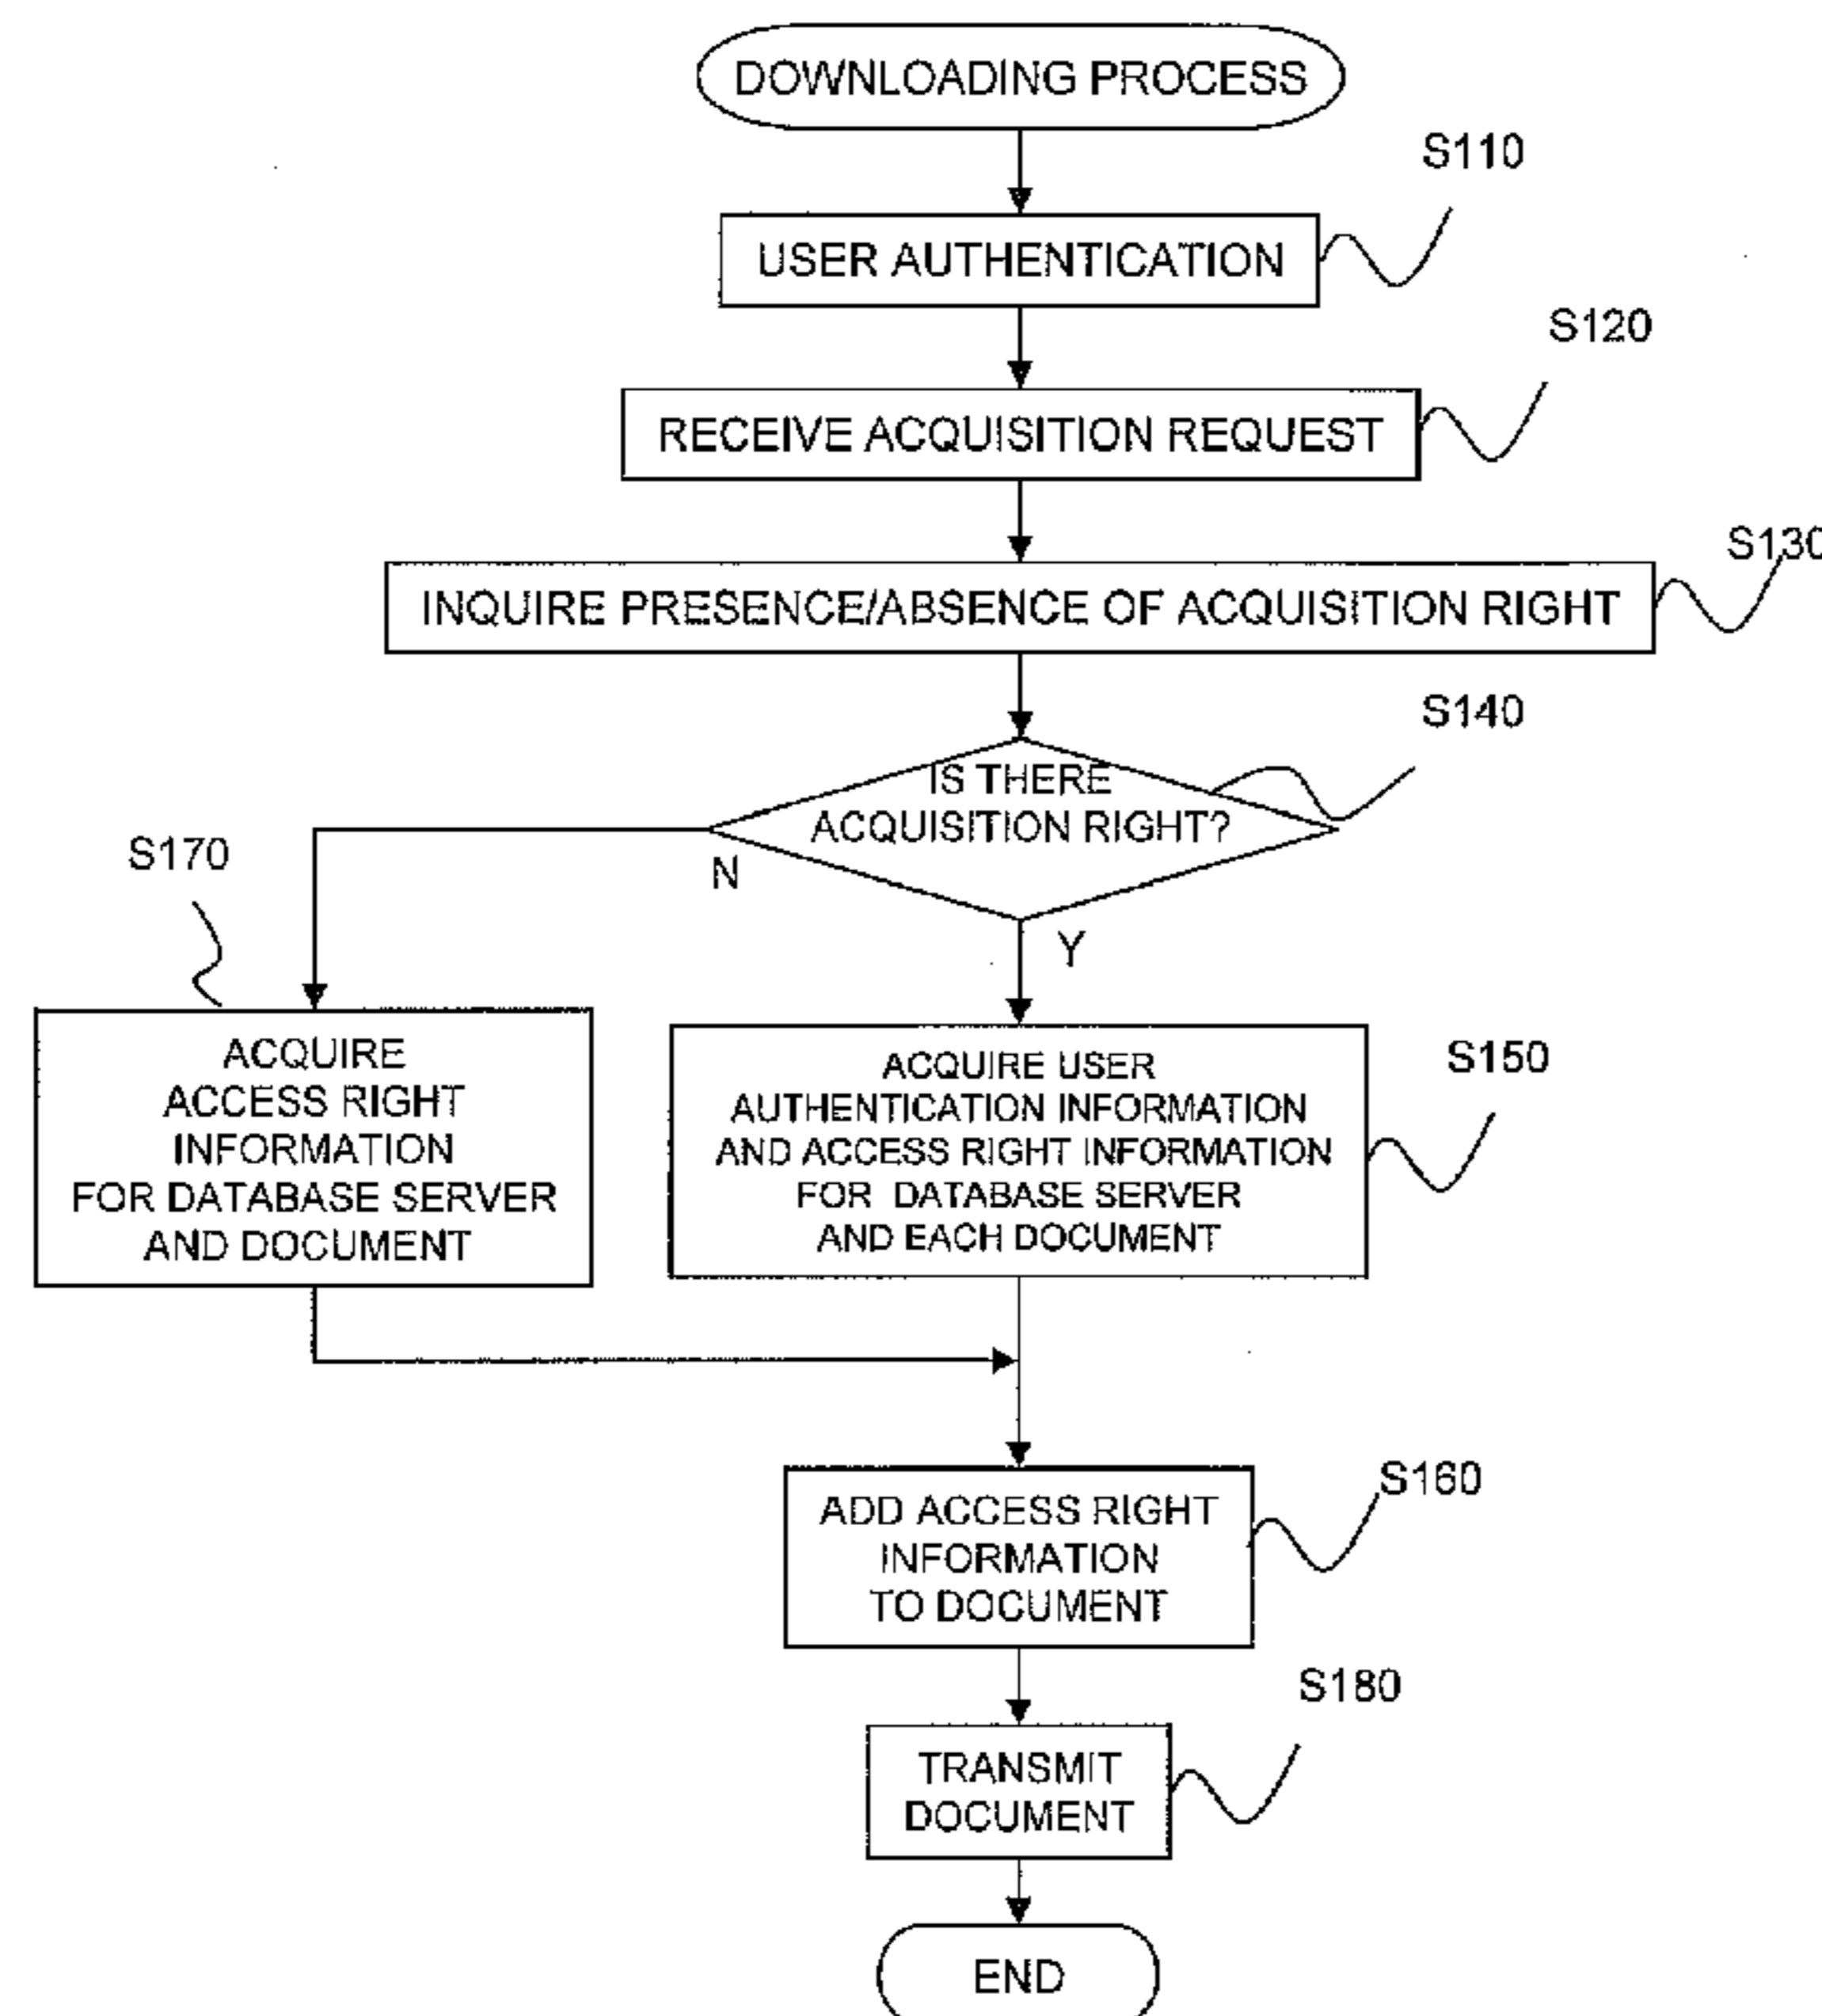 DOWNLOADING PROCESS
S110
USER AUTHENTICATION
S120
RECEIVE ACQUISITION REQUEST
S130
INQUIRE PRESENCE/ABSENCE OF ACQUISITION RIGHT
S140
IS THERE
ACQUISITION RIGHT?
N
Y
S170
ACQUIRE
ACCESS RIGHT
INFORMATION
FOR DATABASE SERVER
AND DOCUMENT
S150
ACQUIRE USER
AUTHENTICATION INFORMATION
AND ACCESS RIGHT INFORMATION
FOR DATABASE SERVER
AND EACH DOCUMENT
S160
ADD ACCESS RIGHT
INFORMATION
TO DOCUMENT
S180
TRANSMIT
DOCUMENT
END